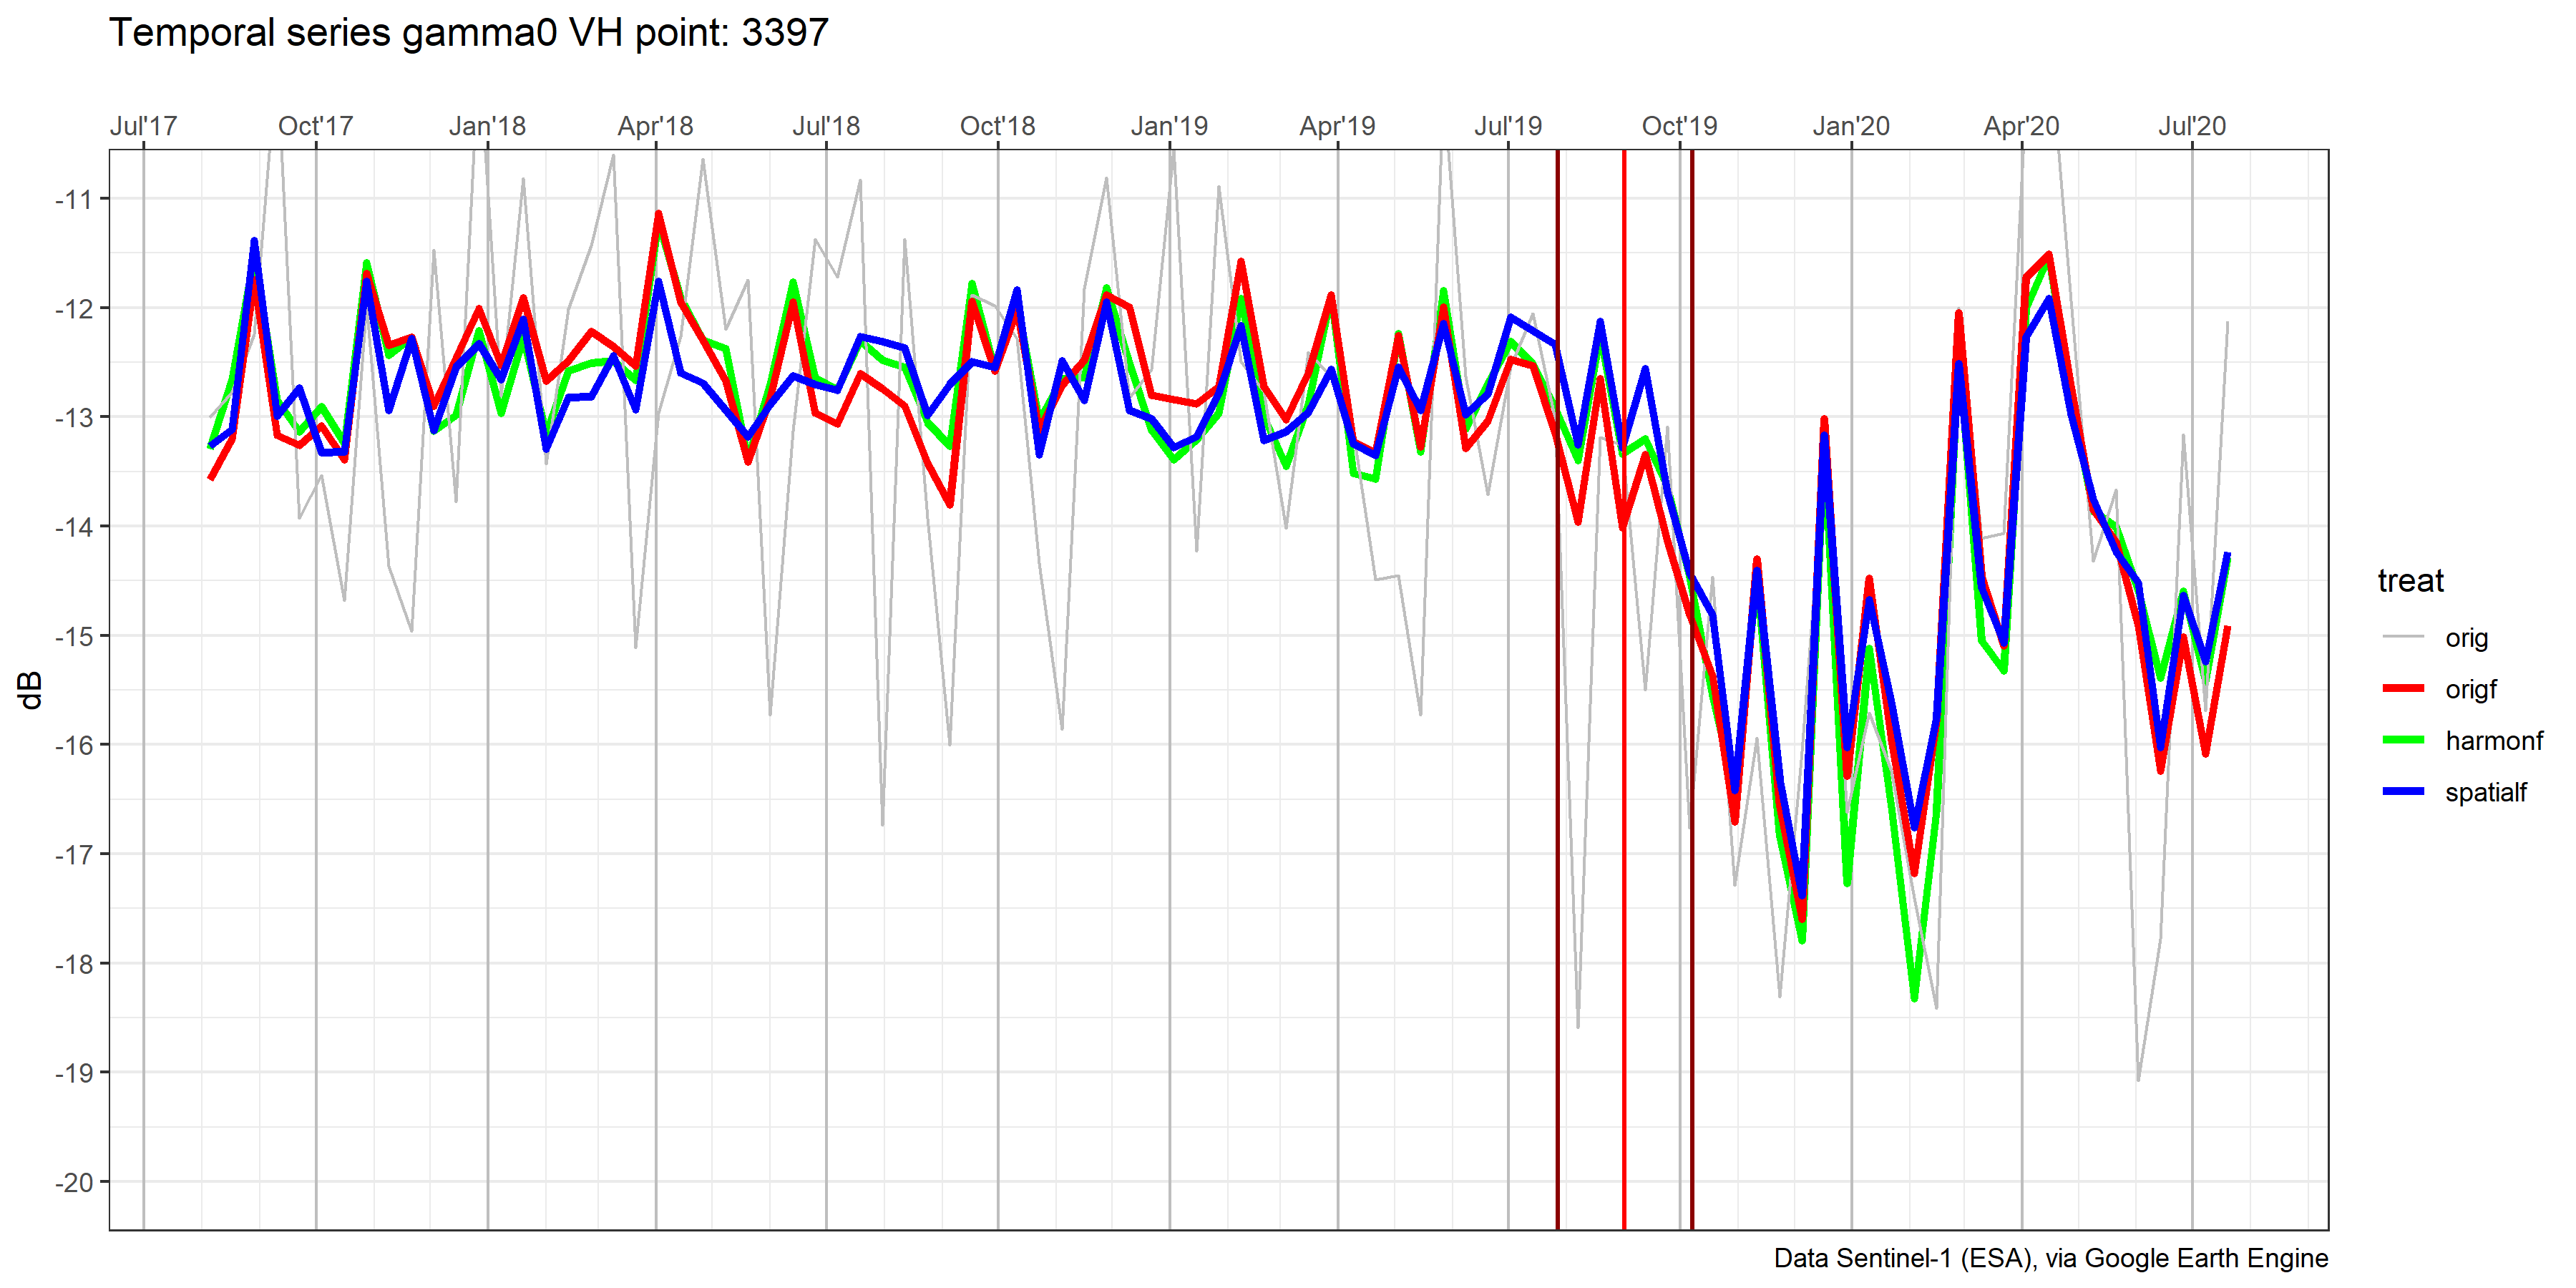 Temporal series gamma0 VH point: 3397
Jul'17 Oct'17 Jan'18 Apr'18 Jul'18 Oct'18 Jan'19 Apr'19 Jul'19 Oct'19 Jan'20 Apr'20 Jul'20
-11
-12
-13
-14
-15
-16
-17
-18
-19
-20
dB
treat
orig
origf
harmonf
spatialf
Data Sentinel-1 (ESA), via Google Earth Engine